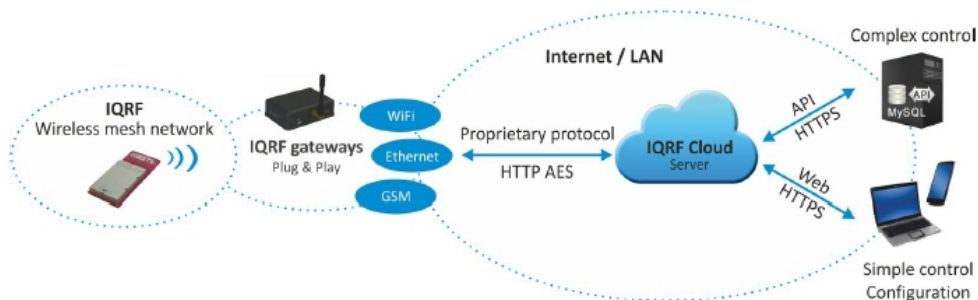 IQRF
Wireless mesh network
IQRF gateways
Plug & Play
WiFi
Ethernet
GSM
Internet / LAN
Proprietary protocol
HTTP AES
IQRF Cloud
Server
API
HTTPS
Web
HTTPS
Complex control
API
MySQL
Simple control
Configuration